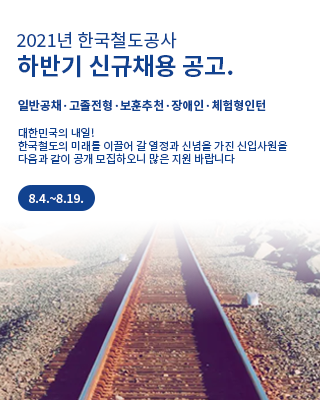 2021년 한국철도공사
하반기 신규채용 공고.
일반공채·고졸전형·보훈추천·장애인·체험형인턴
대한민국의 내일!
한국철도의 미래를 이끌어 갈 열정과 신념을 가진 신입사원을
다음과 같이 공개 모집하오니 많은 지원 바랍니다
8.4.~8.19.